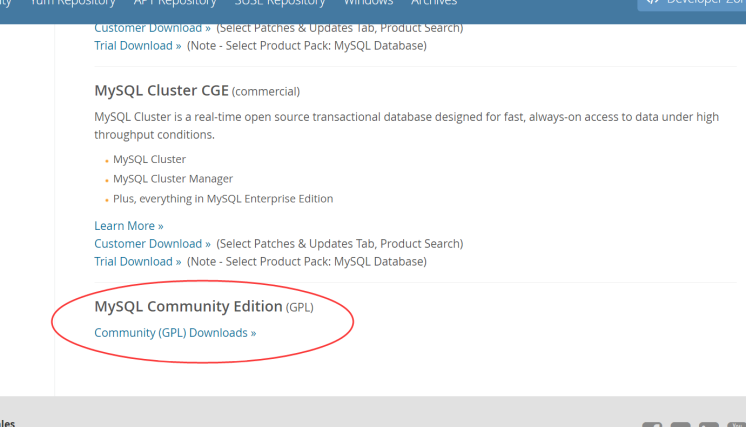 Yum Repository APT Repository SUSE Repository Windows Archives
Developer Zon
Customer Download » (Select Patches & Updates Tab, Product Search)
Trial Download » (Note - Select Product Pack: MySQL Database)
MySQL Cluster CGE (commercial)
MySQL Cluster is a real-time open source transactional database designed for fast, always-on access to data under high
throughput conditions.
• MySQL Cluster
• MySQL Cluster Manager
• Plus, everything in MySQL Enterprise Edition
Learn More »
Customer Download » (Select Patches & Updates Tab, Product Search)
Trial Download » (Note - Select Product Pack: MySQL Database)
MySQL Community Edition (GPL)
Community (GPL) Downloads »